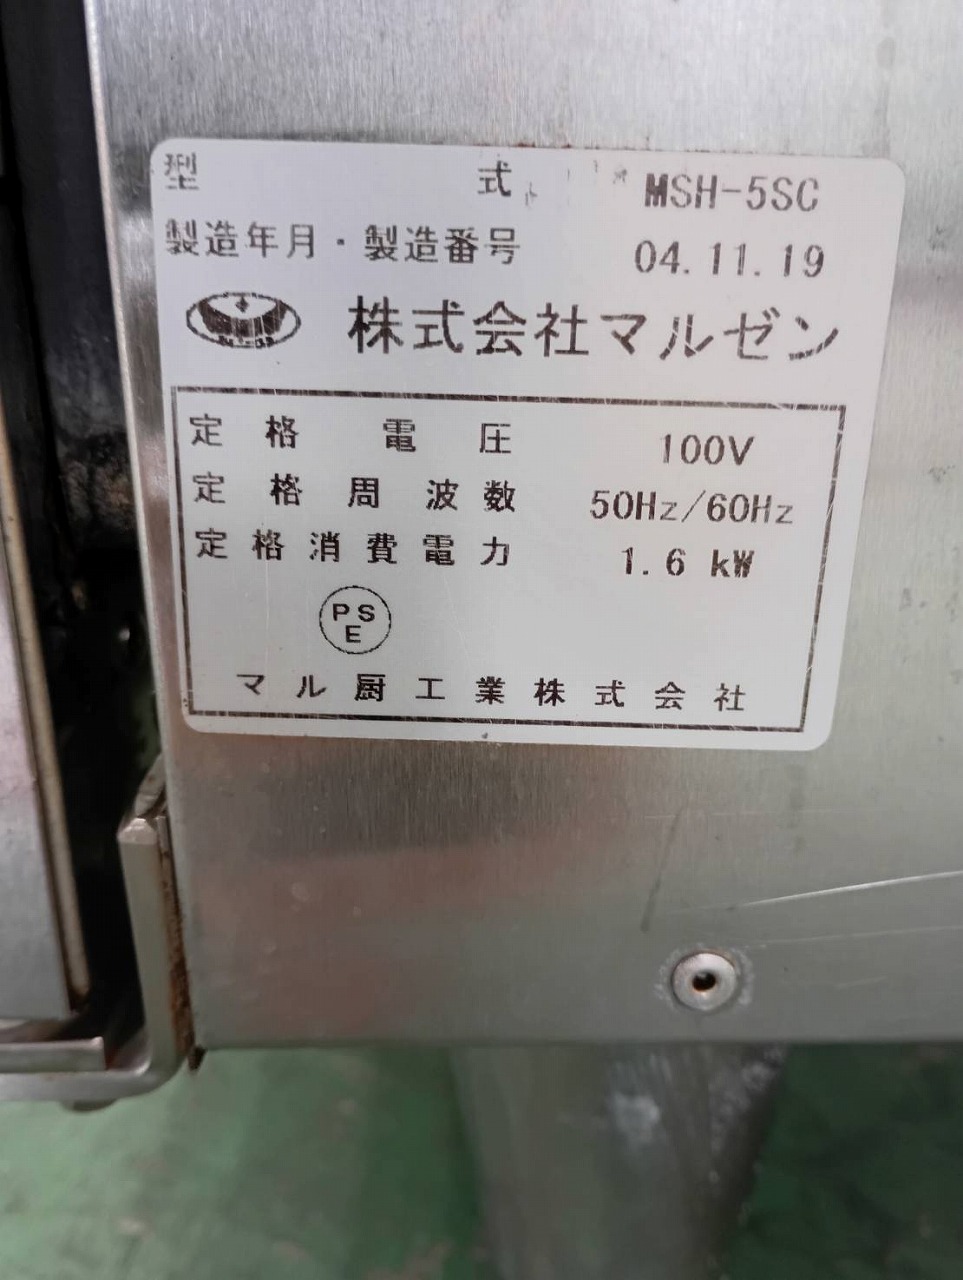 型式 MSH-5SC
製造年月・製造番号 04.11.19
株式会社マルゼン
定格電圧 100V
定格周波数 50Hz/60Hz
定格消費電力 1.6 kW
PS
E
マル厨工業株式会社